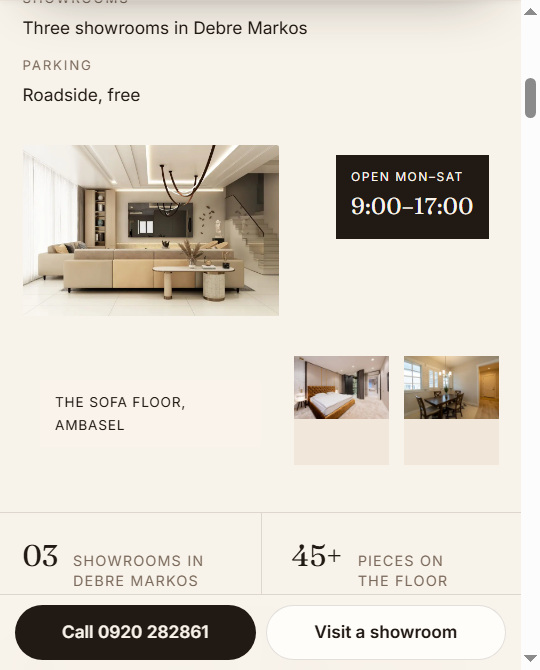 SHOWROOMS
Three showrooms in Debre Markos
PARKING
Roadside, free
OPEN MON–SAT
9:00–17:00
THE SOFA FLOOR,
AMBASEL
03 SHOWROOMS IN
DEBRE MARKOS
45+ PIECES ON
THE FLOOR
Call 0920 282861
Visit a showroom